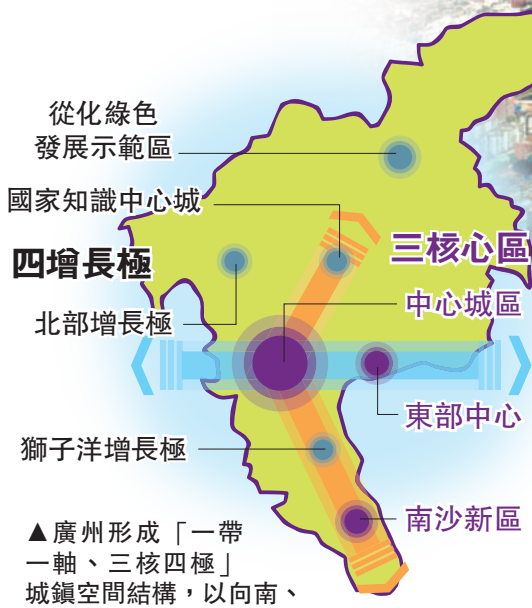 從化綠色
發展示範區
國家知識中心城
四增長極
三核心區
北部增長極
中心城區
東部中心
獅子洋增長極
南沙新區
▲廣州形成「一帶
一軸、三核四極」
城鎮空間結構，以向南、